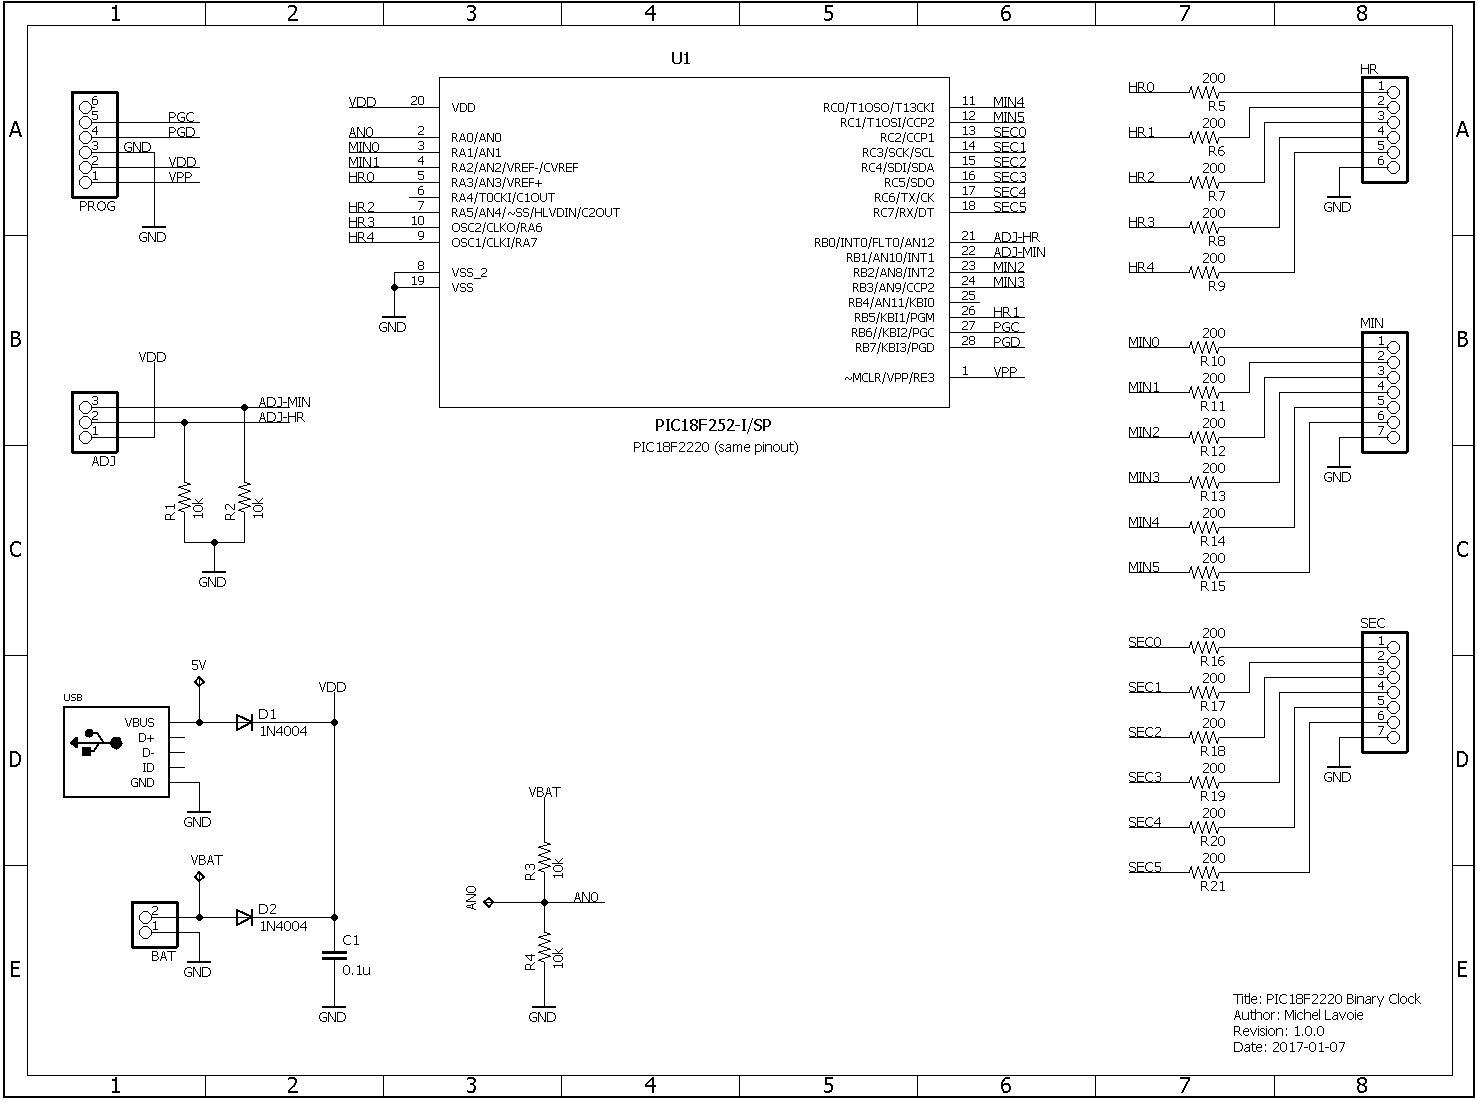 1 2 3 4 5 6 7 8
A
B
C
D
E
A
B
C
D
E
1 2 3 4 5 6 7 8
6
5 PGC
4 PGD
3 GND
2 VDD
1 VPP
PROG
GND
U1
VDD 20 VDD
AN0 2 RA0/AN0
MIN0 3 RA1/AN1
MIN1 4 RA2/AN2/VREF-/CVREF
HR0 5 RA3/AN3/VREF+
6 RA4/T0CKI/C1OUT
HR2 7 RA5/AN4/~SS/HLVDIN/C2OUT
HR3 10 OSC2/CLKO/RA6
HR4 9 OSC1/CLKI/RA7
8 VSS_2
19 VSS
GND
RC0/T1OSO/T13CKI 11 MIN4
RC1/T1OSI/CCP2 12 MIN5
RC2/CCP1 13 SEC0
RC3/SCK/SCL 14 SEC1
RC4/SDI/SDA 15 SEC2
RC5/SDO 16 SEC3
RC6/TX/CK 17 SEC4
RC7/RX/DT 18 SEC5
RB0/INT0/FLT0/AN12 21 ADJ-HR
RB1/AN10/INT1 22 ADJ-MIN
RB2/AN8/INT2 23 MIN2
RB3/AN9/CCP2 24 MIN3
RB4/AN11/KBI0 25
RB5/KBI1/PGM 26 HR1
RB6//KBI2/PGC 27 PGC
RB7/KBI3/PGD 28 PGD
~MCLR/VPP/RE3 1 VPP
PIC18F252-I/SP
PIC18F2220 (same pinout)
HR
HR0 200 R5 1
HR1 200 R6 2
HR2 200 R7 3
HR3 200 R8 4
HR4 200 R9 5
6
GND
MIN
MIN0 200 R10 1
MIN1 200 R11 2
MIN2 200 R12 3
MIN3 200 R13 4
MIN4 200 R14 5
MIN5 200 R15 6
7
GND
SEC
SEC0 200 R16 1
SEC1 200 R17 2
SEC2 200 R18 3
SEC3 200 R19 4
SEC4 200 R20 5
SEC5 200 R21 6
7
GND
VDD
3 ADJ-MIN
2 ADJ-HR
1
ADJ
R1 10k
R2 10k
GND
USB
VBUS
D+
D-
ID
GND
5V
D1
1N4004
VDD
GND
VBAT
2
1
BAT
GND
D2
1N4004
C1
0.1u
GND
VBAT
R3 10k
AN0
AN0
R4 10k
GND
Title: PIC18F2220 Binary Clock
Author: Michel Lavoie
Revision: 1.0.0
Date: 2017-01-07